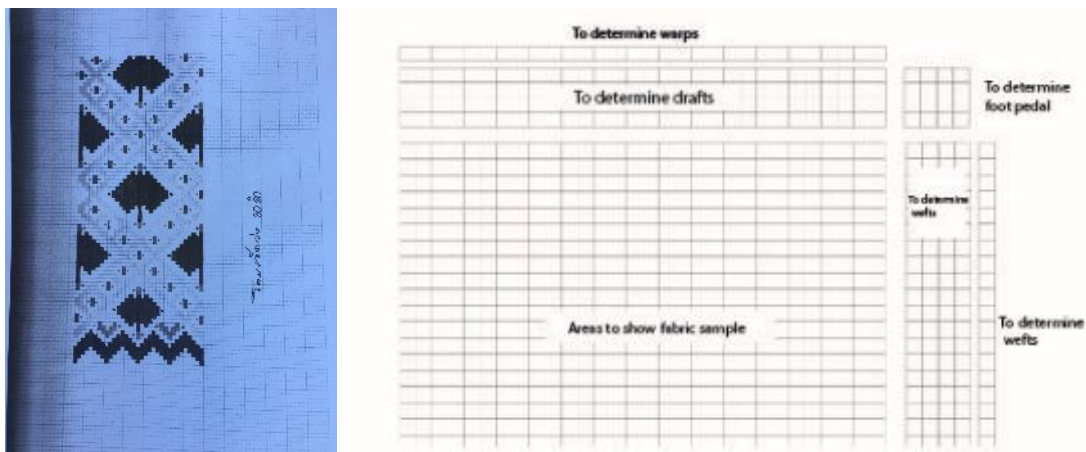 To determine warps
To determine drafts
To determine
foot pedal
To determine
wefts
Areas to show fabric sample
To determine
wefts